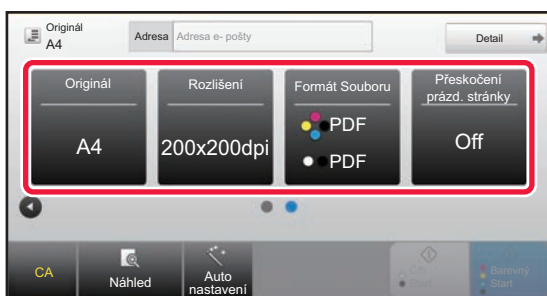 Originál
A4
Adresa Adresa e- pošty
Detail
Originál
A4
Rozlišení
200x200dpi
Formát Souboru
PDF
PDF
Přeskočení
prázd. stránky
Off
CA
Náhled
Auto
nastavení
Start
Barevný
Start